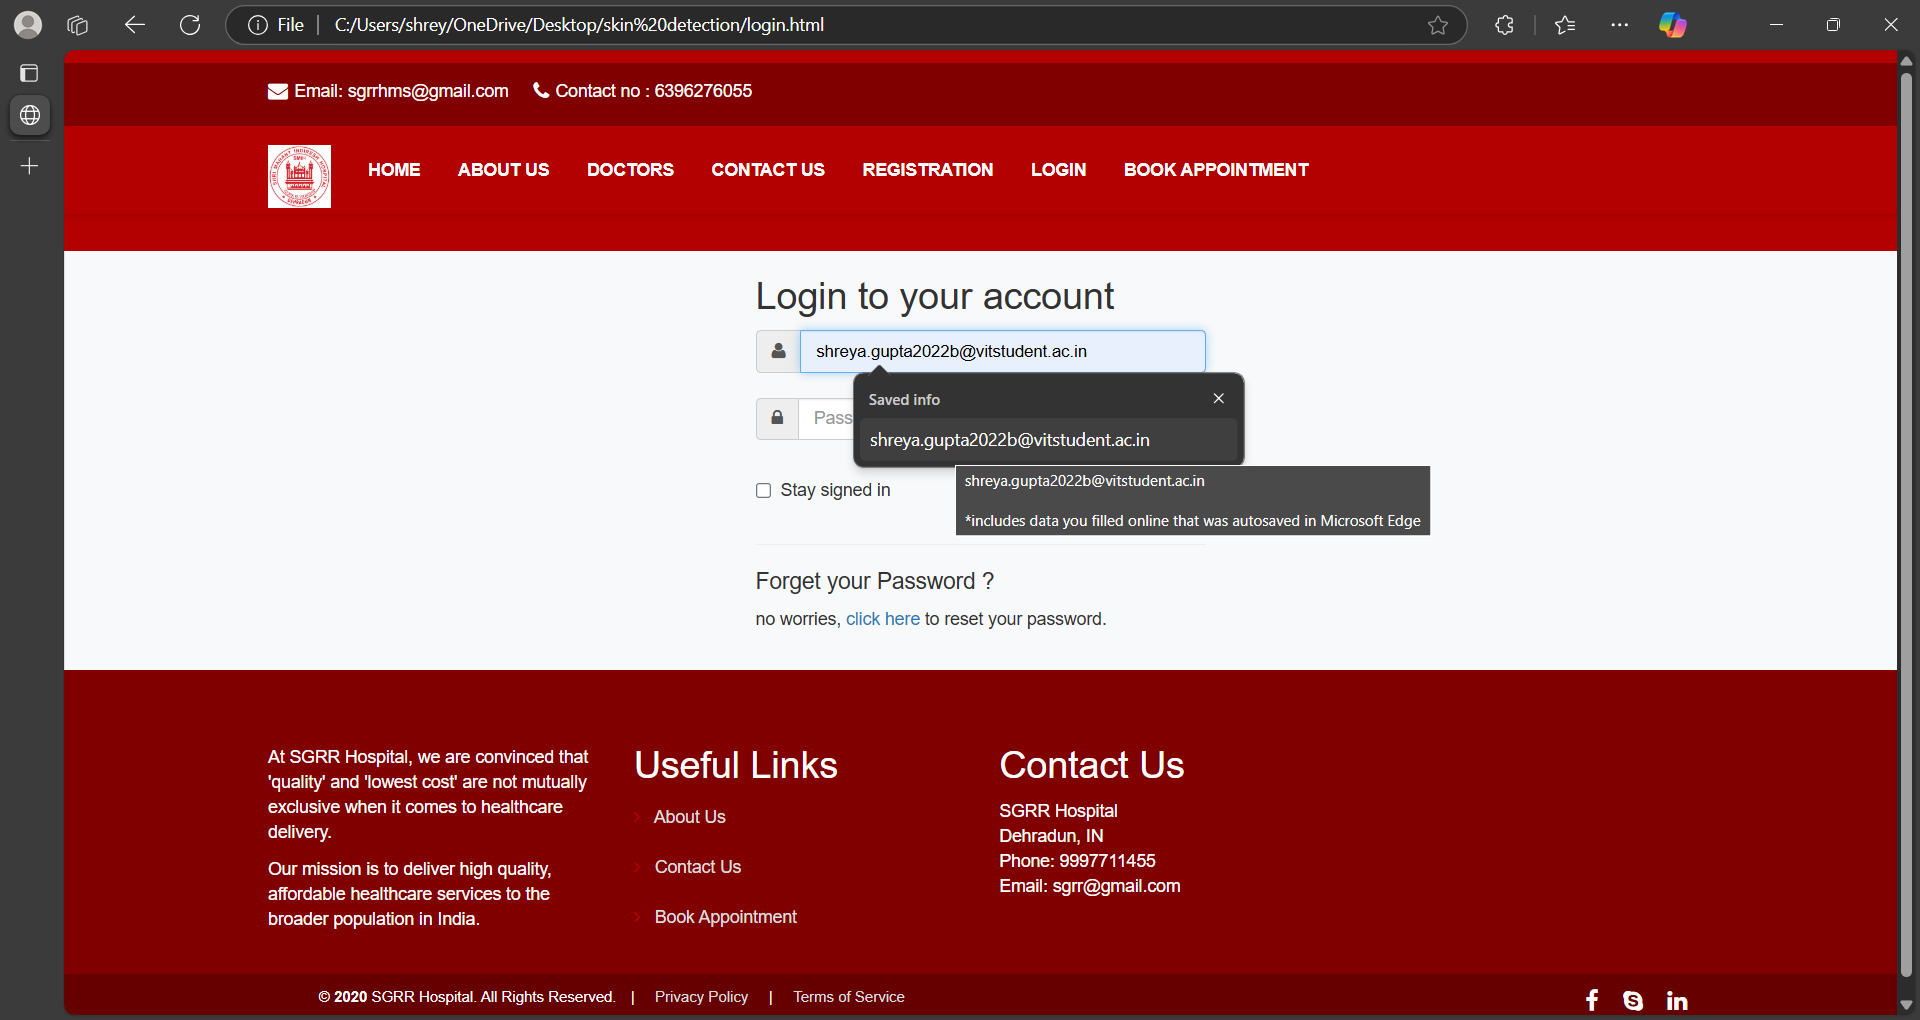 File
C:/Users/shrey/OneDrive/Desktop/skin%20detection/login.html
Email: sgrrhms@gmail.com Contact no : 6396276055
HOME ABOUT US DOCTORS CONTACT US REGISTRATION LOGIN BOOK APPOINTMENT
Login to your account
shreya.gupta2022b@vitstudent.ac.in
Saved info
Pass
shreya.gupta2022b@vitstudent.ac.in
shreya.gupta2022b@vitstudent.ac.in
Stay signed in
*includes data you filled online that was autosaved in Microsoft Edge
Forget your Password ?
no worries, click here to reset your password.
At SGRR Hospital, we are convinced that
'quality' and 'lowest cost' are not mutually
exclusive when it comes to healthcare
delivery.
Our mission is to deliver high quality,
affordable healthcare services to the
broader population in India.
Useful Links
About Us
Contact Us
Book Appointment
Contact Us
SGRR Hospital
Dehradun, IN
Phone: 9997711455
Email: sgrr@gmail.com
© 2020 SGRR Hospital. All Rights Reserved. | Privacy Policy | Terms of Service